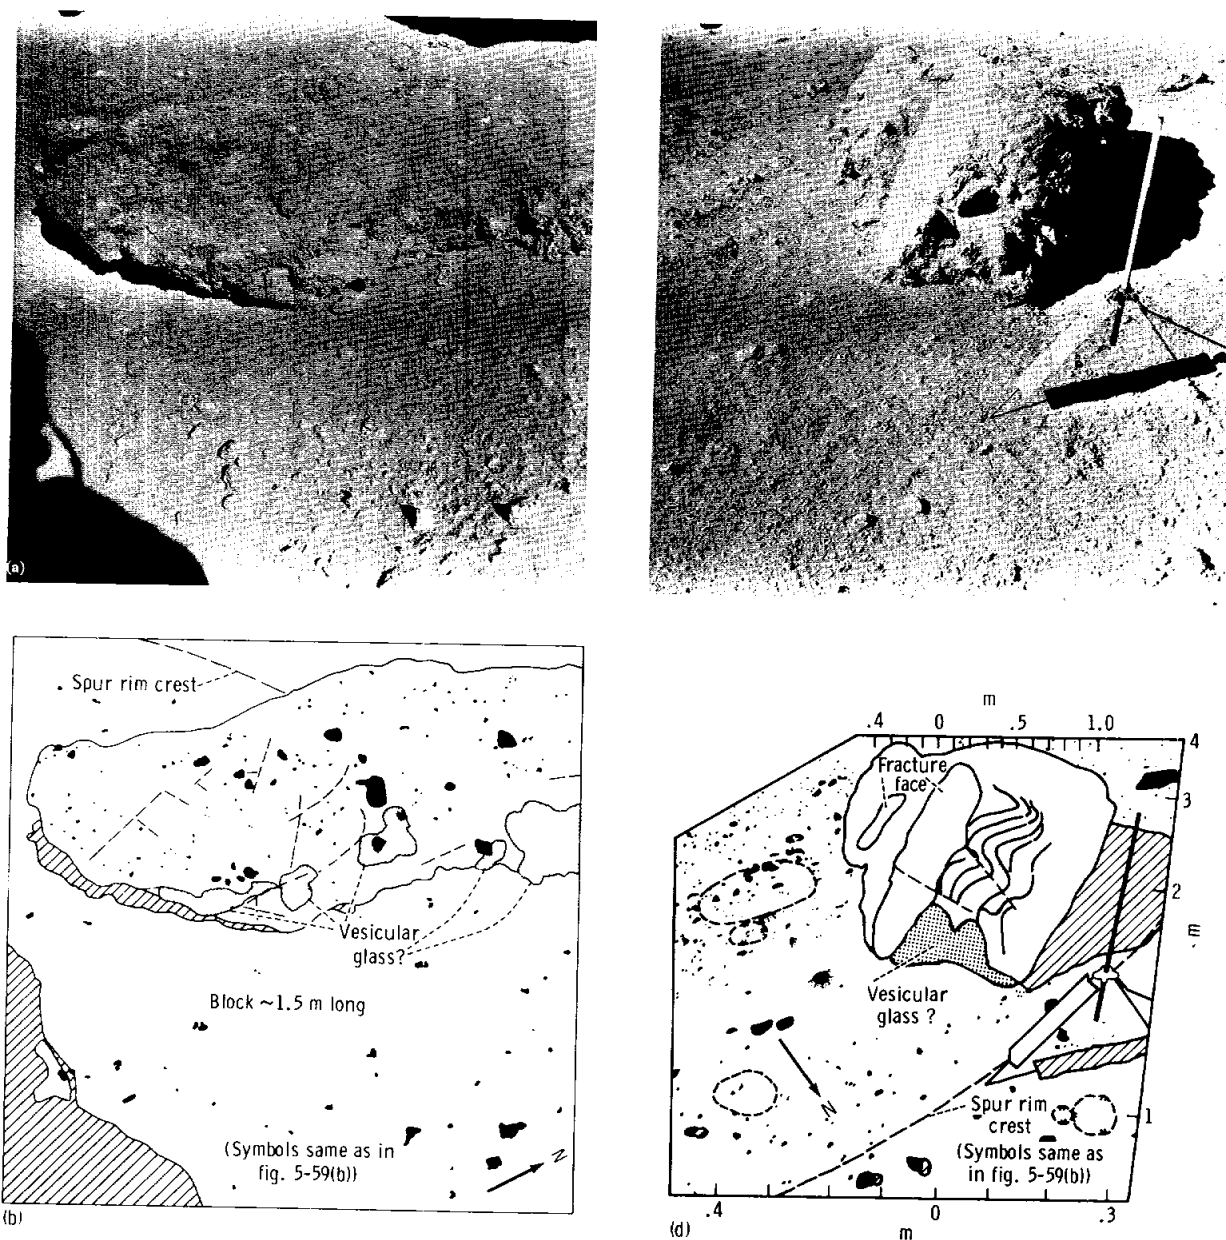 (a)
Spur rim crest
Vesicular
glass?
Block ~1.5 m long
(Symbols same as in
fig. 5-59(b))
N
(b)
m
.4 0 .5 1.0
4
Fracture
face
3
2
m
Vesicular
glass ?
N
Spur rim
crest
1
(Symbols same as
in fig. 5-59(b))
.4 0 .3
m
(d)